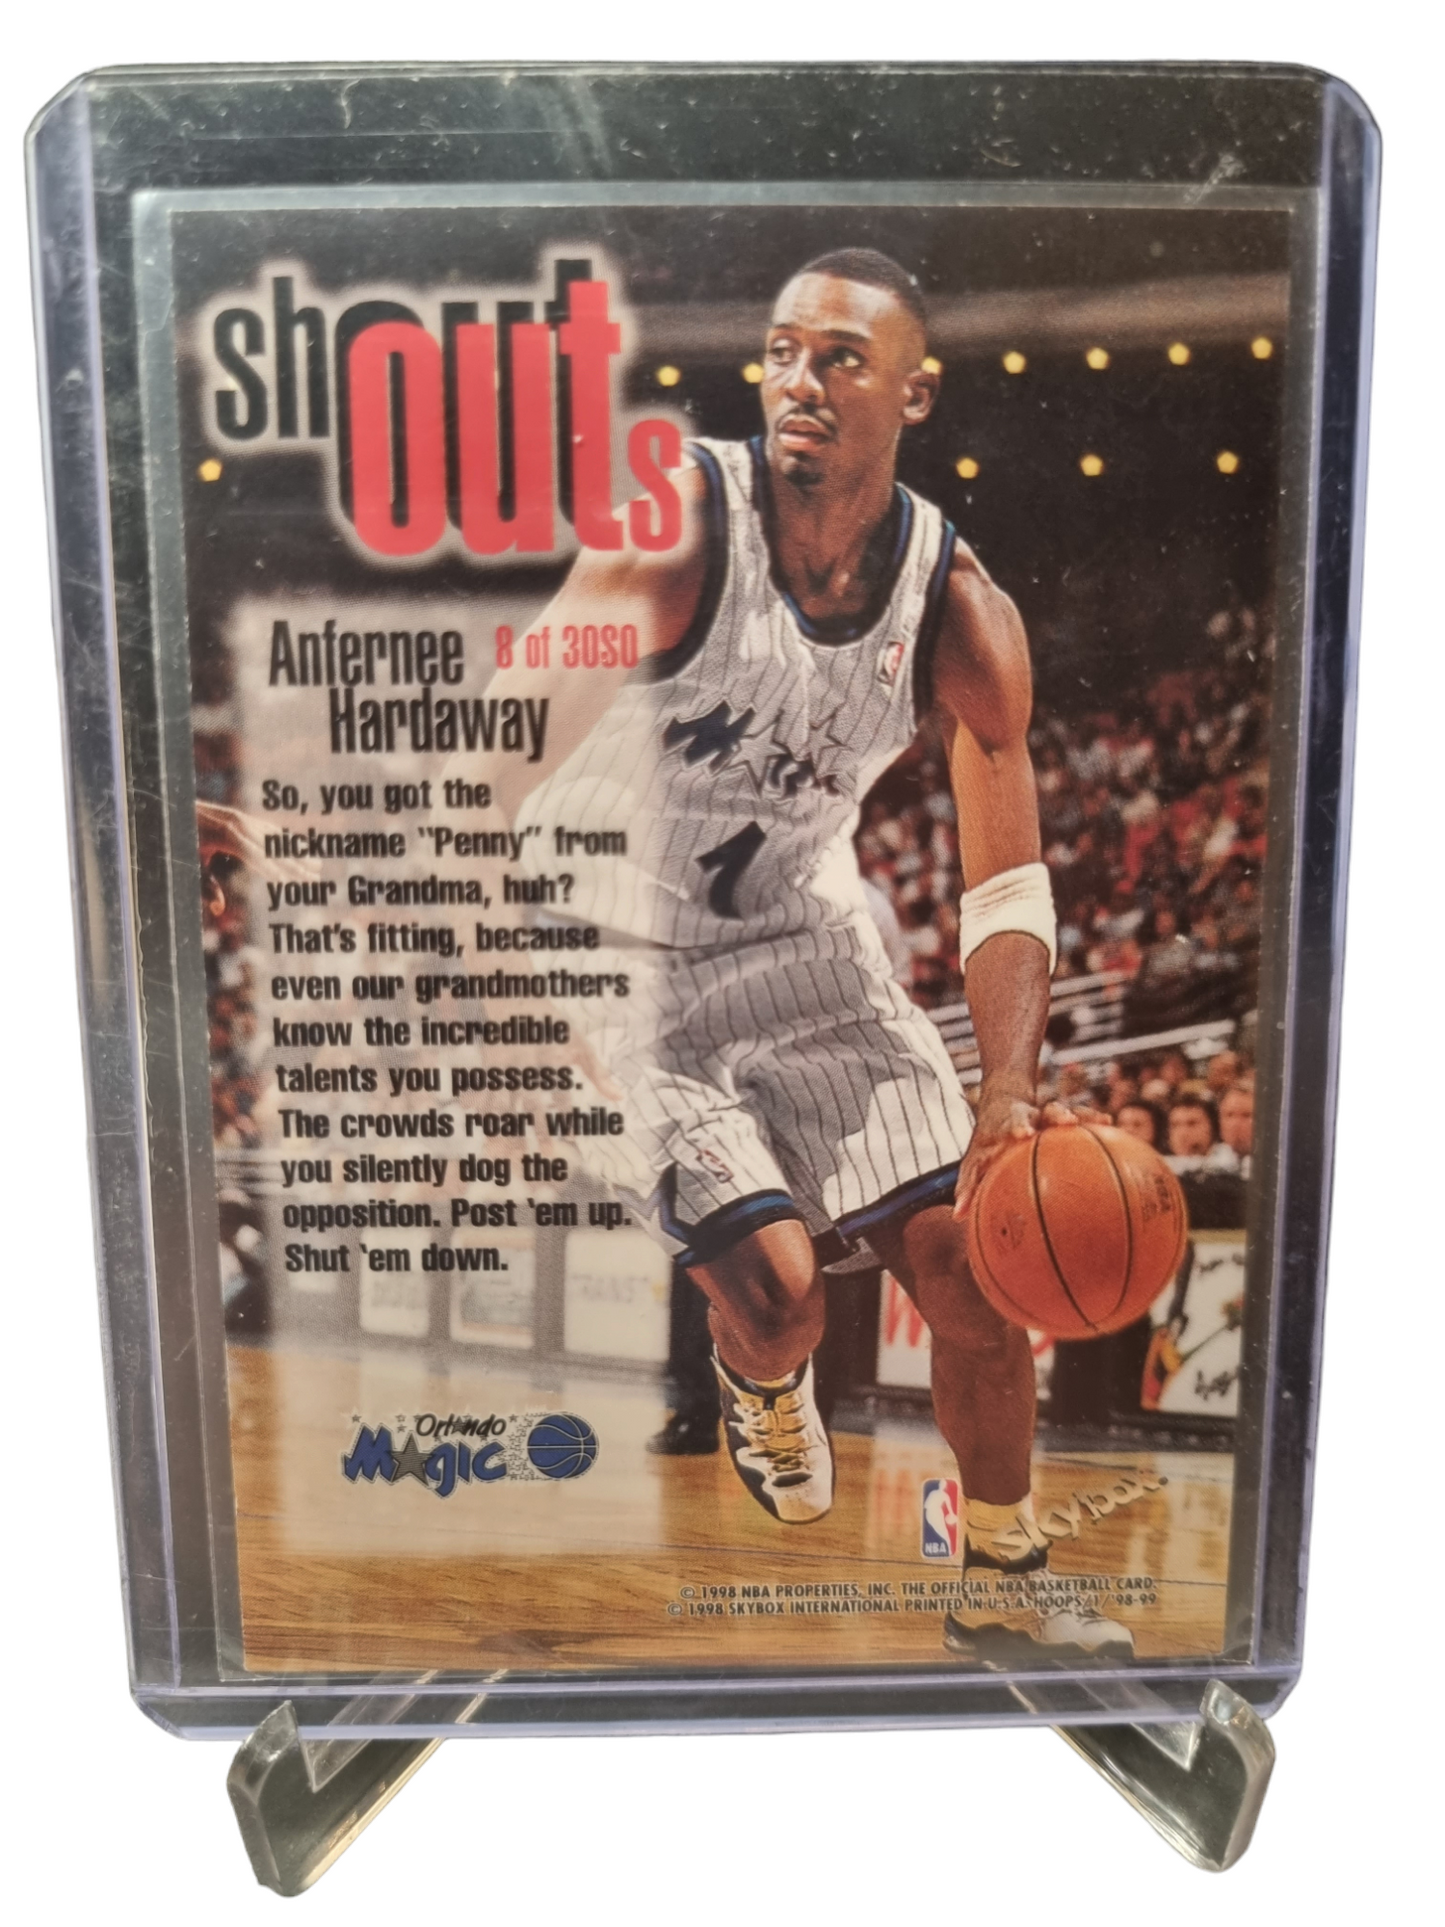 shouts
Anfernee 8 of 30SO
Hardaway
So, you got the
nickname "Penny" from
your Grandma, huh?
That's fitting, because
even our grandmothers
know the incredible
talents you possess.
The crowds roar while
you silently dog the
opposition. Post 'em up.
Shut 'em down.
Magic
1
Orlando
Magic
NBA
skybox
© 1998 NBA PROPERTIES, INC. THE OFFICIAL NBA BASKETBALL CARD.
© 1998 SKYBOX INTERNATIONAL PRINTED IN U.S.A. HOOPS/1/'98-99